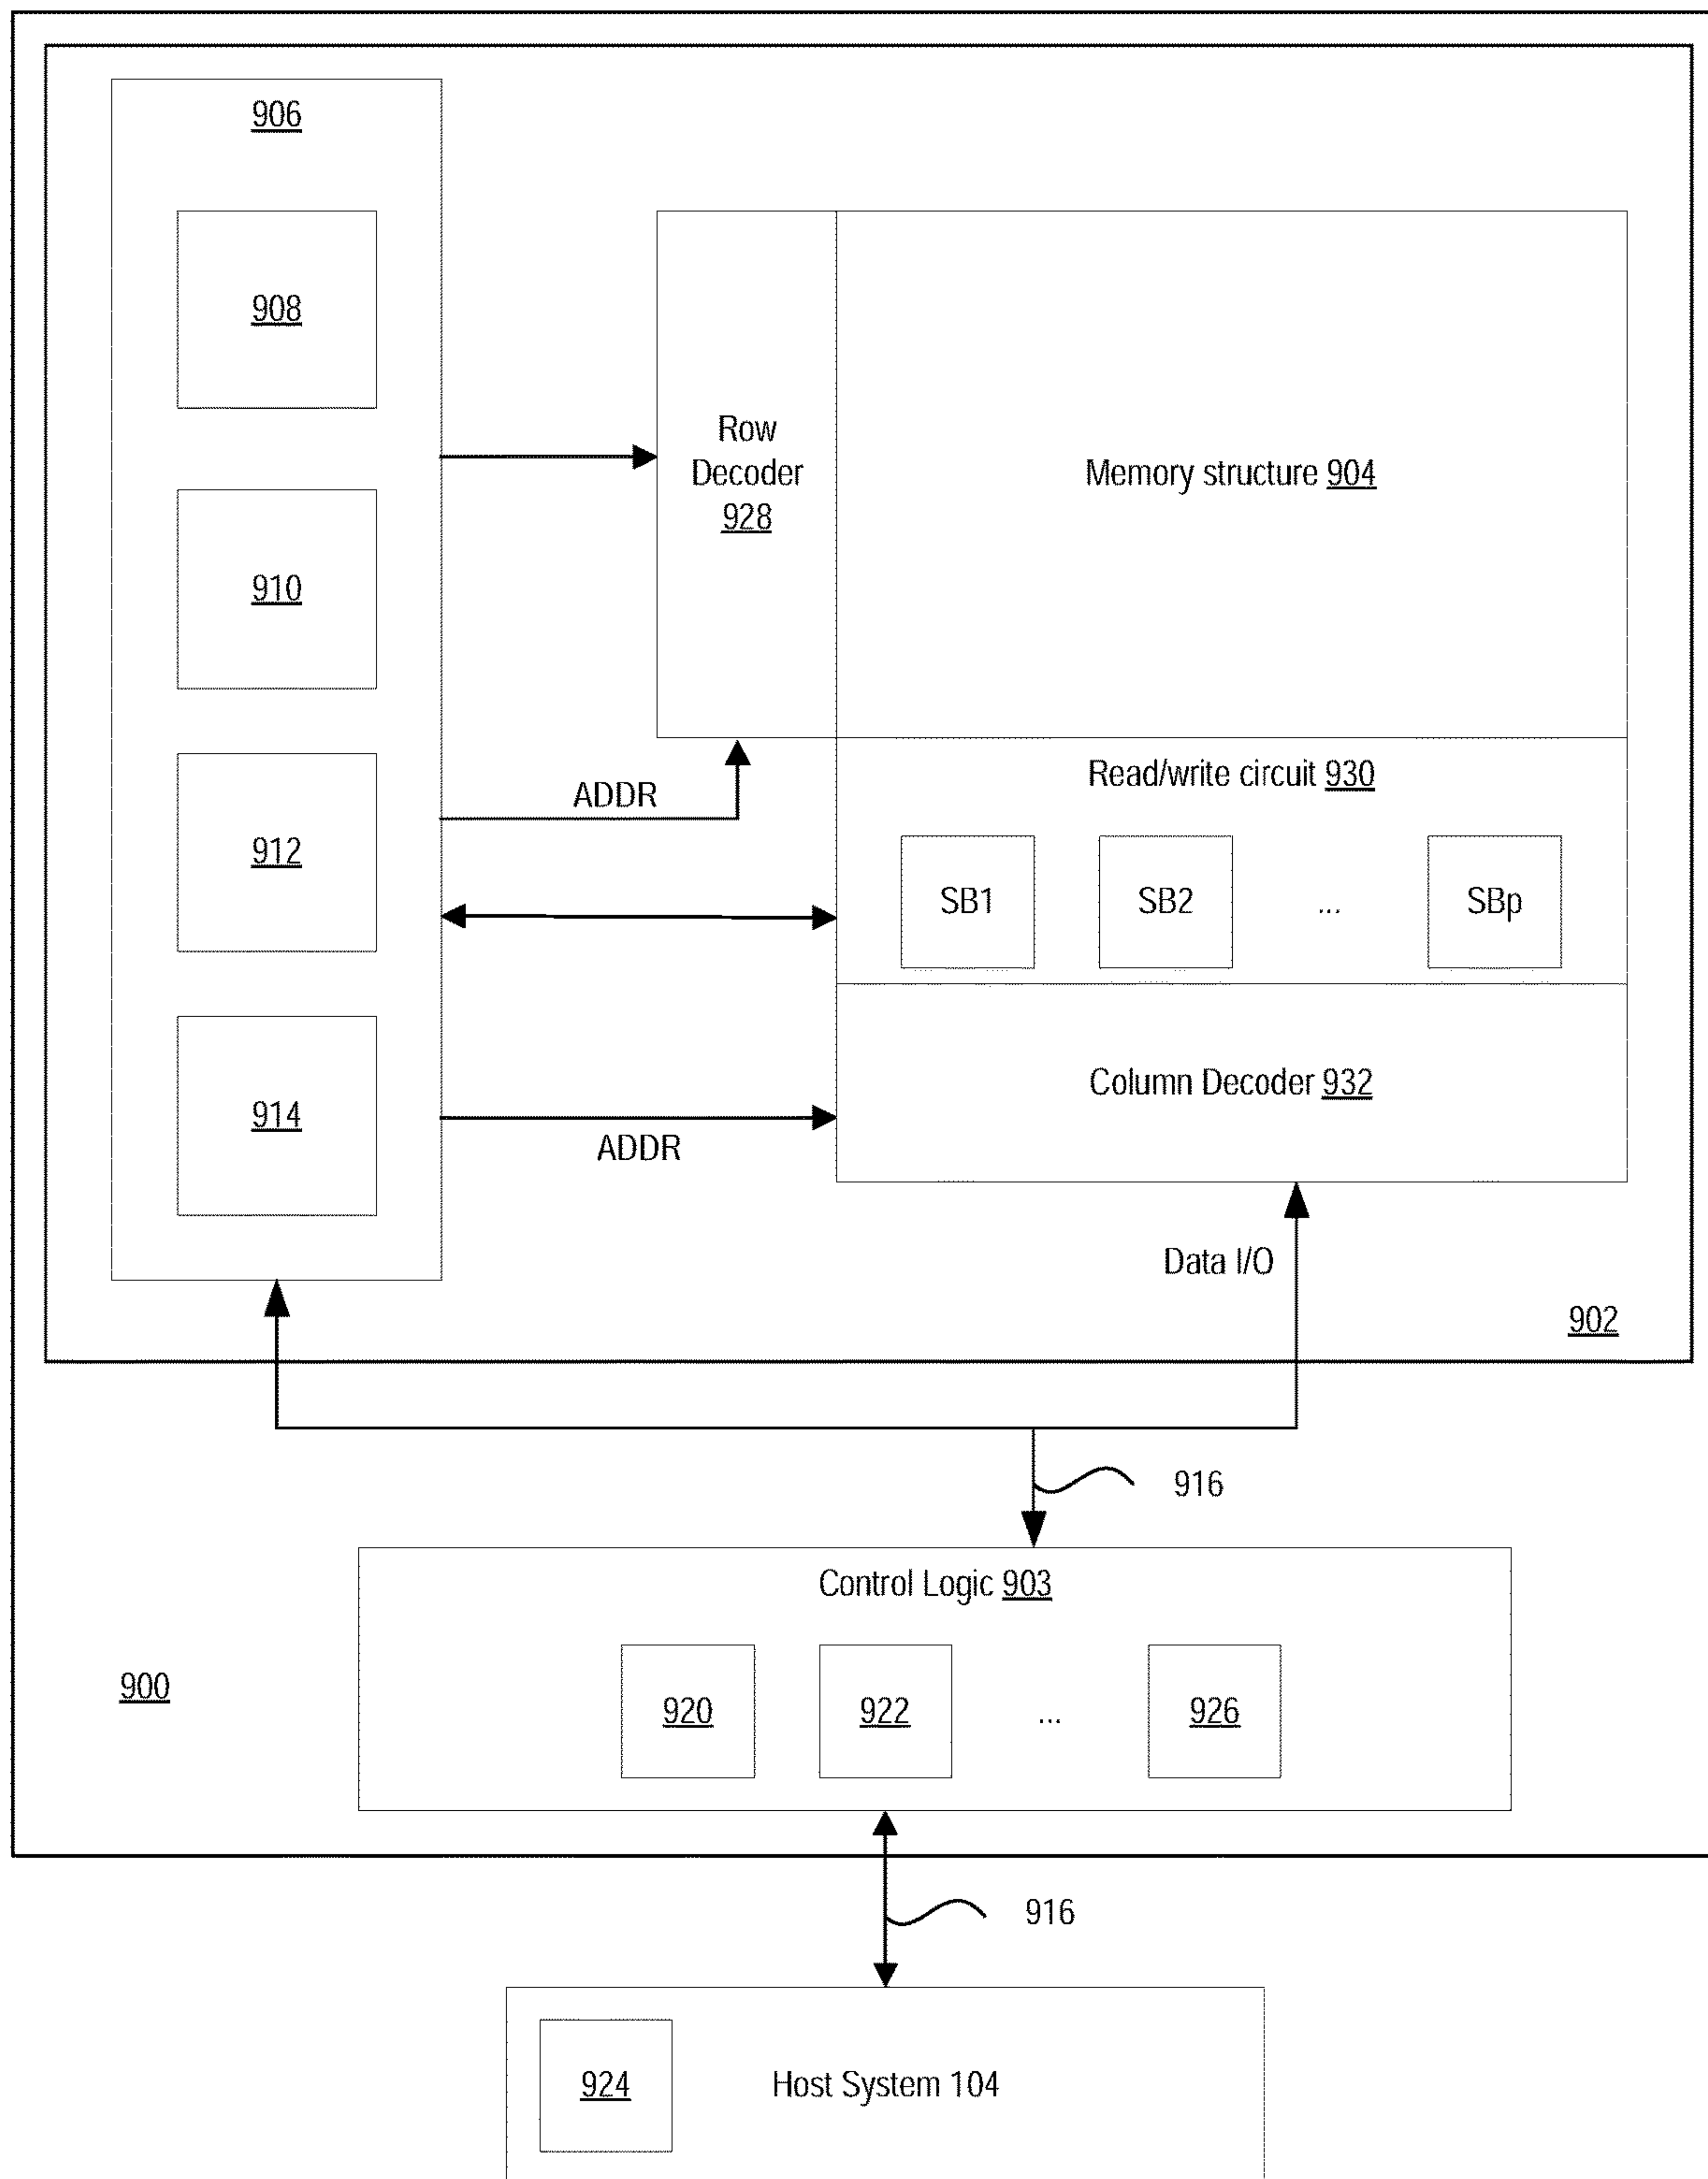 906
908
Row
Decoder
928
Memory structure 904
910
Read/write circuit 930
ADDR
912
SB1 SB2 ... SBp
Column Decoder 932
914
ADDR
Data I/O
902
916
Control Logic 903
900
920 922 ... 926
916
924 Host System 104